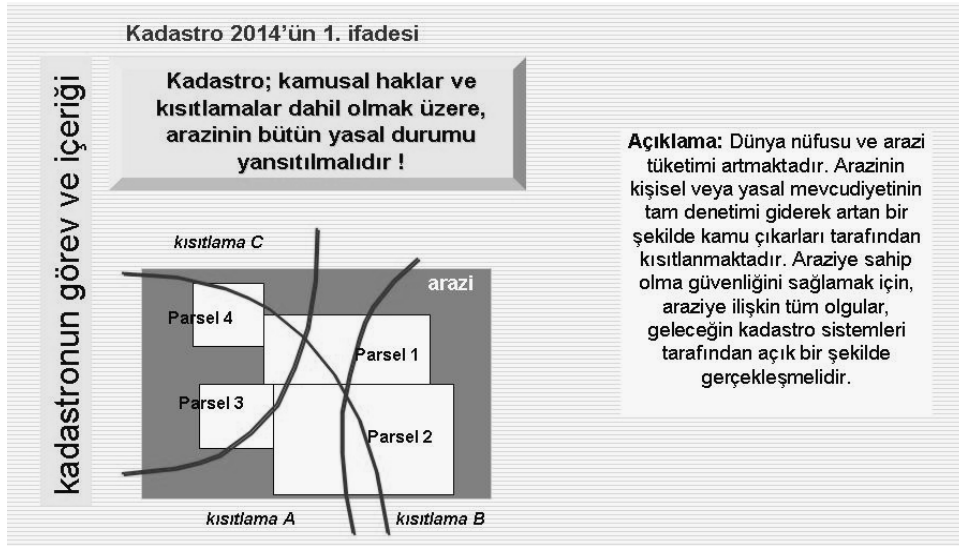 Kadastro 2014'ün 1. ifadesi
kadastronun görev ve içeriği
Kadastro; kamusal haklar ve
kısıtlamalar dahil olmak üzere,
arazinin bütün yasal durumu
yansıtılmalıdır !
kısıtlama C
arazi
Parsel 4
Parsel 1
Parsel 3
Parsel 2
kısıtlama A
kısıtlama B
Açıklama: Dünya nüfusu ve arazi
tüketimi artmaktadır. Arazinin
kişisel veya yasal mevcudiyetinin
tam denetimi giderek artan bir
şekilde kamu çıkarları tarafından
kısıtlanmaktadır. Araziye sahip
olma güvenliğini sağlamak için,
araziye ilişkin tüm olgular,
geleceğin kadastro sistemleri
tarafından açık bir şekilde
gerçekleşmelidir.